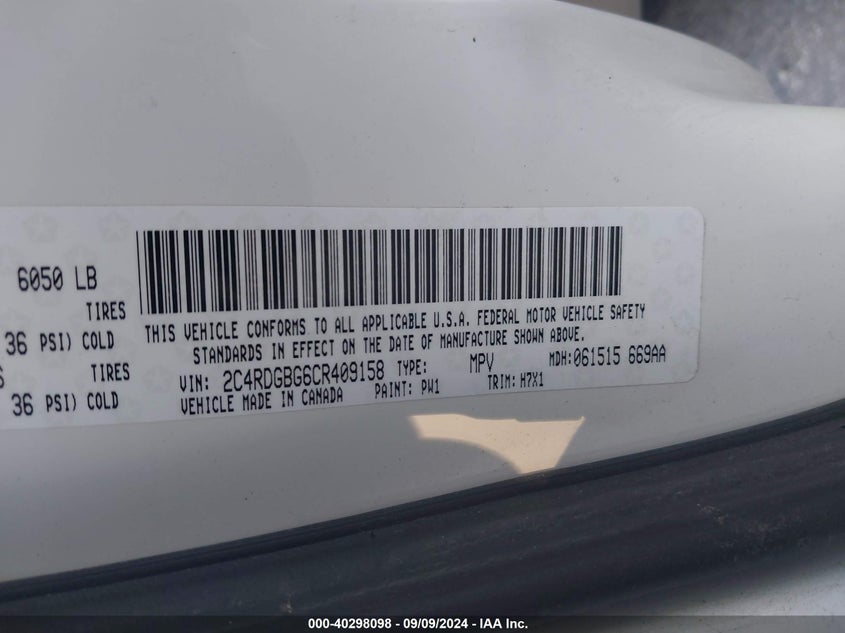 6050 LB
TIRES
36 PSI) COLD
TIRES
36 PSI) COLD
THIS VEHICLE CONFORMS TO ALL APPLICABLE U.S.A. FEDERAL MOTOR VEHICLE SAFETY
STANDARDS IN EFFECT ON THE DATE OF MANUFACTURE SHOWN ABOVE.
VIN: 2C4RDGBG6CR409158 TYPE: MPV MDH:061515 669AA
VEHICLE MADE IN CANADA PAINT: PW1 TRIM: H7X1
000-40298098 - 09/09/2024 - IAA Inc.